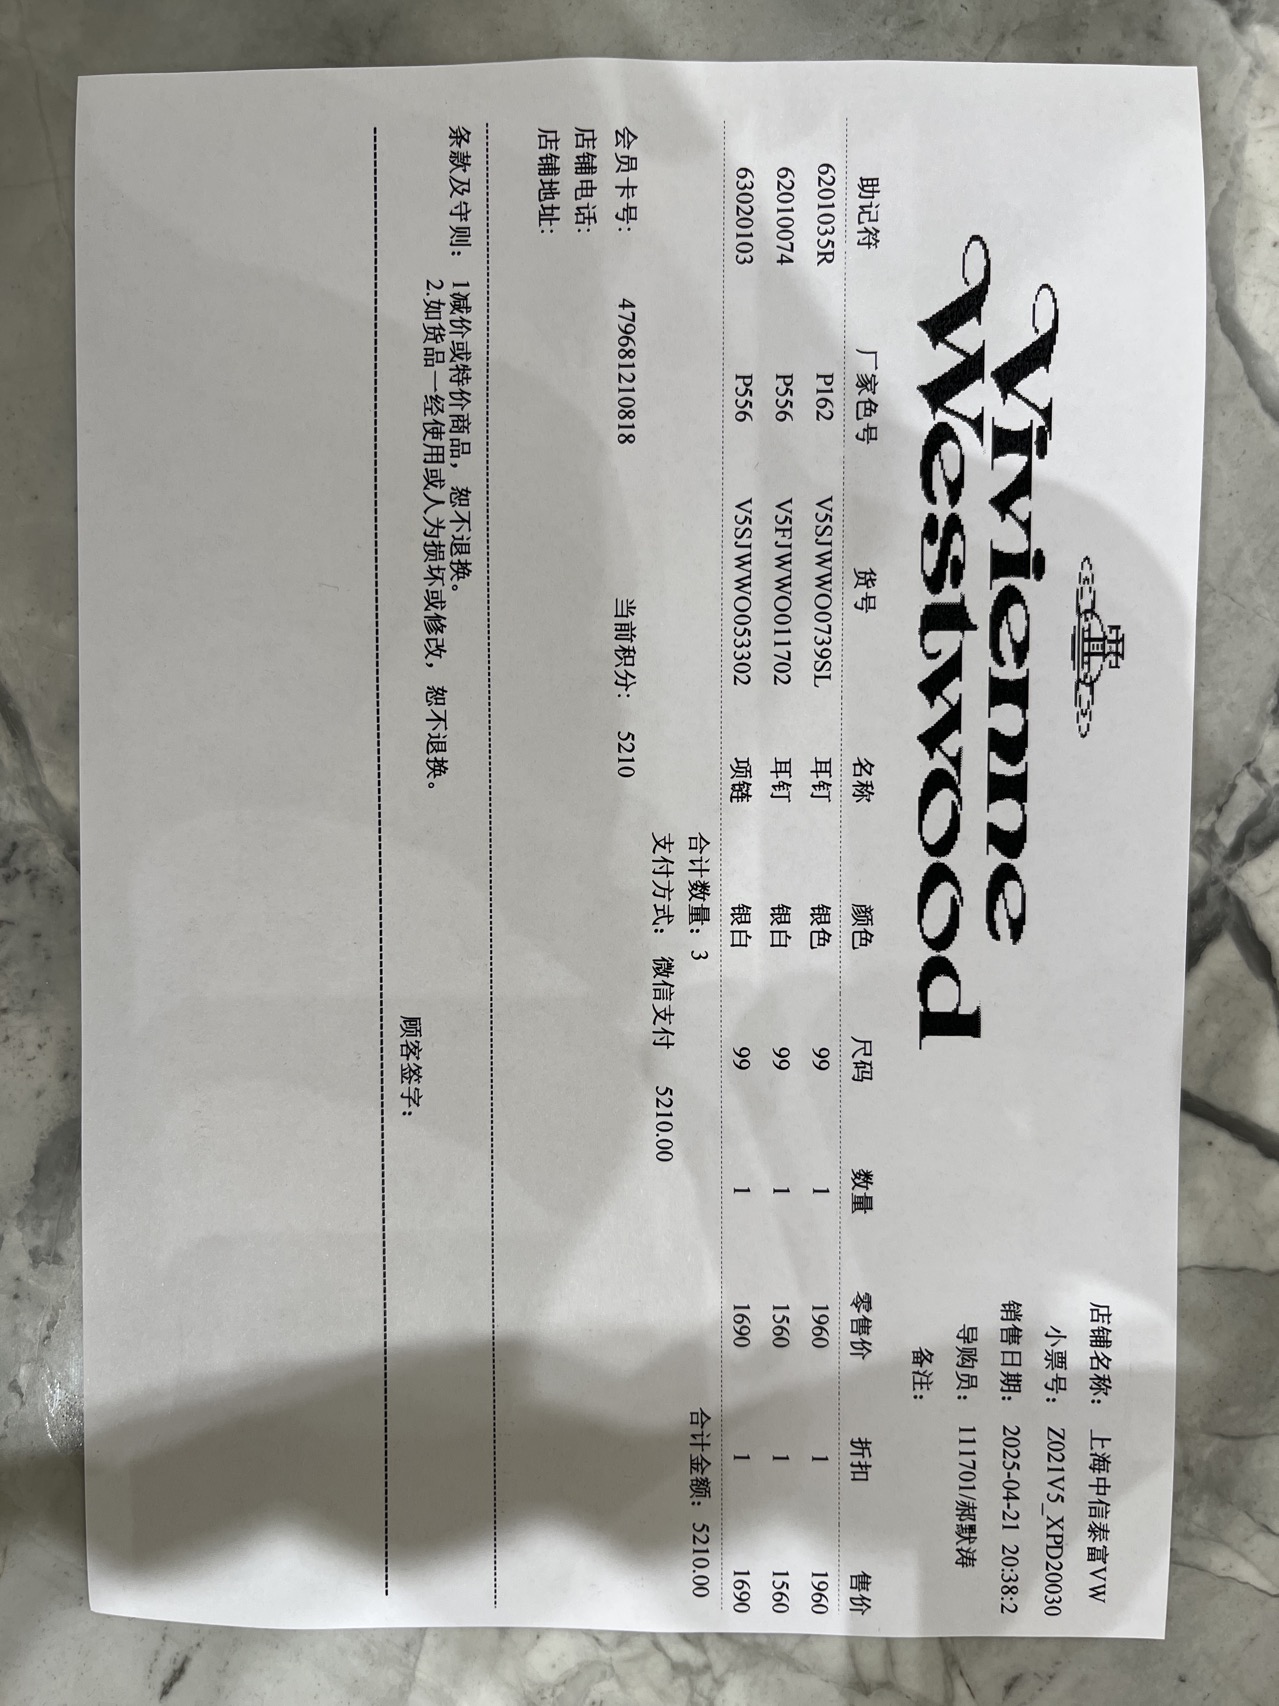 Vivienne
Westwood
店铺名称： 上海中信泰富VW
小票号： Z021V5_XPD20030
销售日期： 2025-04-21 20:38:2
导购员： 111701/郝默涛
备注：
助记符 厂家色号 货号 名称 颜色 尺码 数量 零售价 折扣 售价
6201035R P162 V5SJWWO0739SL 耳钉 银色 99 1 1960 1 1960
62010074 P556 V5FJWWO011702 耳钉 银白 99 1 1560 1 1560
63020103 P556 V5SJWWO053302 项链 银白 99 1 1690 1 1690
合计数量：3 合计金额：5210.00
支付方式： 微信支付 5210.00
会员卡号： 479681210818 当前积分： 5210
店铺电话：
店铺地址：
条款及守则： 1减价或特价商品，恕不退换。
2.如货品一经使用或人为损坏或修改，恕不退换。
顾客签字：